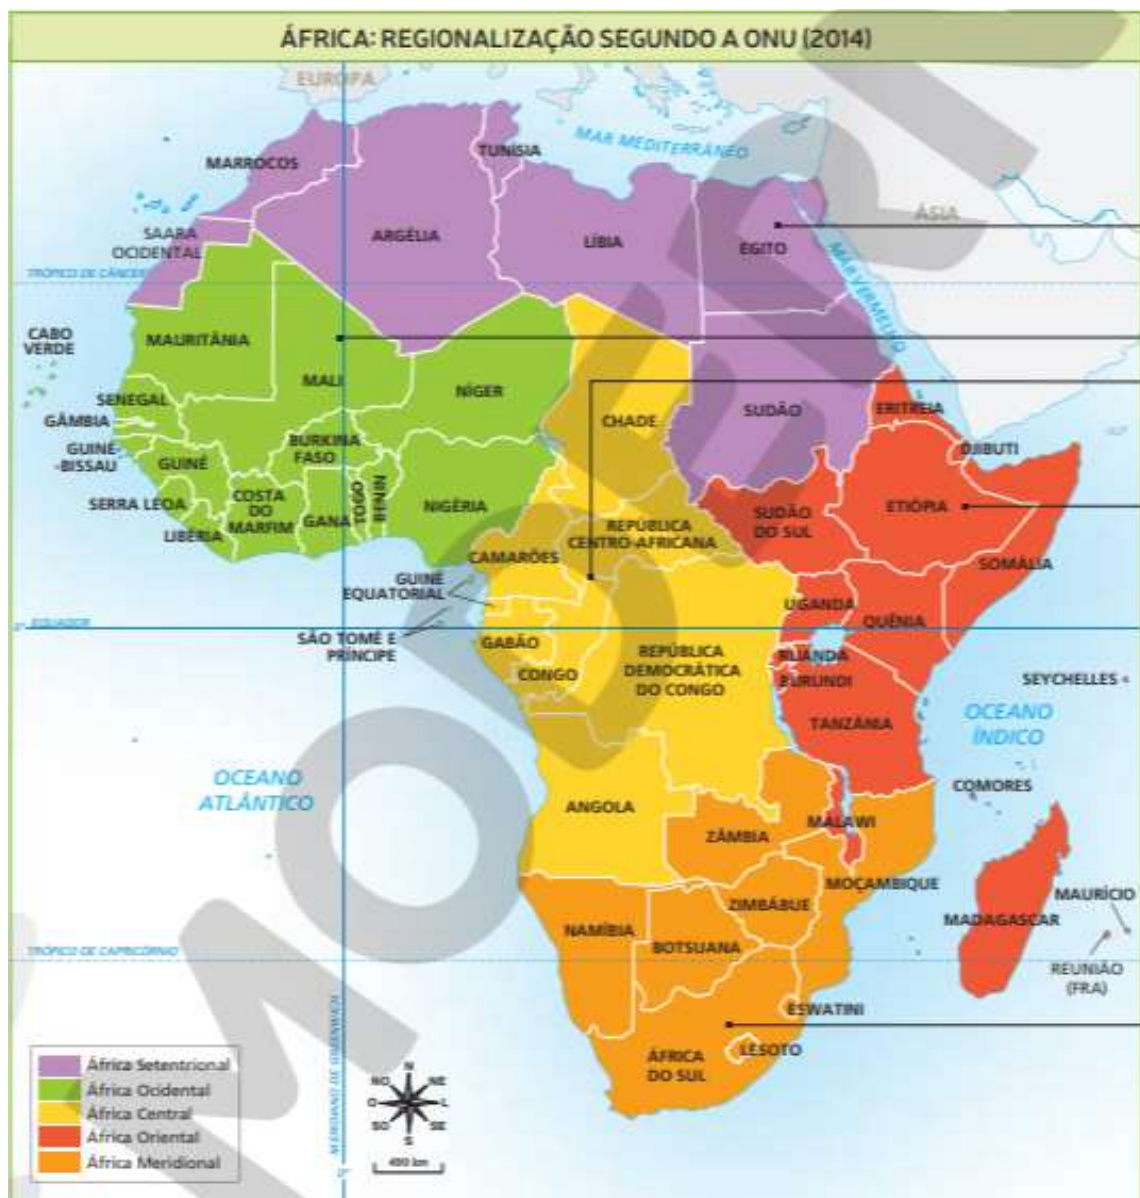 ÁFRICA: REGIONALIZAÇÃO SEGUNDO A ONU (2014)
EUROPA
MAR MEDITERRÂNEO
TUNÍSIA
MARROCOS
ÁSIA
SAARA
OCIDENTAL
ARGÉLIA
LÍBIA
EGITO
TRÓPICO DE CÂNCER
MAR VERMELHO
CABO
VERDE
MAURITÂNIA
MALI
NÍGER
CHADE
SUDÃO
ERITREIA
SENEGAL
GÂMBIA
GUINÉ-
-BISSAU
GUINÉ
BURKINA
FASO
DJIBUTI
SERRA LEOA
COSTA
DO
MARFIM
LIBÉRIA
GANA
TOGO
BENIN
NIGÉRIA
SUDÃO
DO SUL
ETIÓPIA
REPÚBLICA
CENTRO-AFRICANA
CAMARÕES
SOMÁLIA
GUINÉ
EQUATORIAL
UGANDA
QUÊNIA
0°
EQUADOR
SÃO TOMÉ E
PRÍNCIPE
GABÃO
CONGO
REPÚBLICA
DEMOCRÁTICA
DO CONGO
RUANDA
BURUNDI
SEYCHELLES
TANZÂNIA
OCEANO
ÍNDICO
OCEANO
ATLÂNTICO
COMORES
ANGOLA
ZÂMBIA
MALAWI
MOÇAMBIQUE
ZIMBÁBUE
NAMÍBIA
BOTSUANA
MADAGASCAR
MAURÍCIO
REUNIÃO
(FRA)
TRÓPICO DE CAPRICÓRNIO
ESWATINI
LESOTO
ÁFRICA
DO SUL
MERIDIANO DE GREENWICH
0°
África Setentrional
África Ocidental
África Central
África Oriental
África Meridional
N
NO
NE
O
L
SO
SE
S
490 km